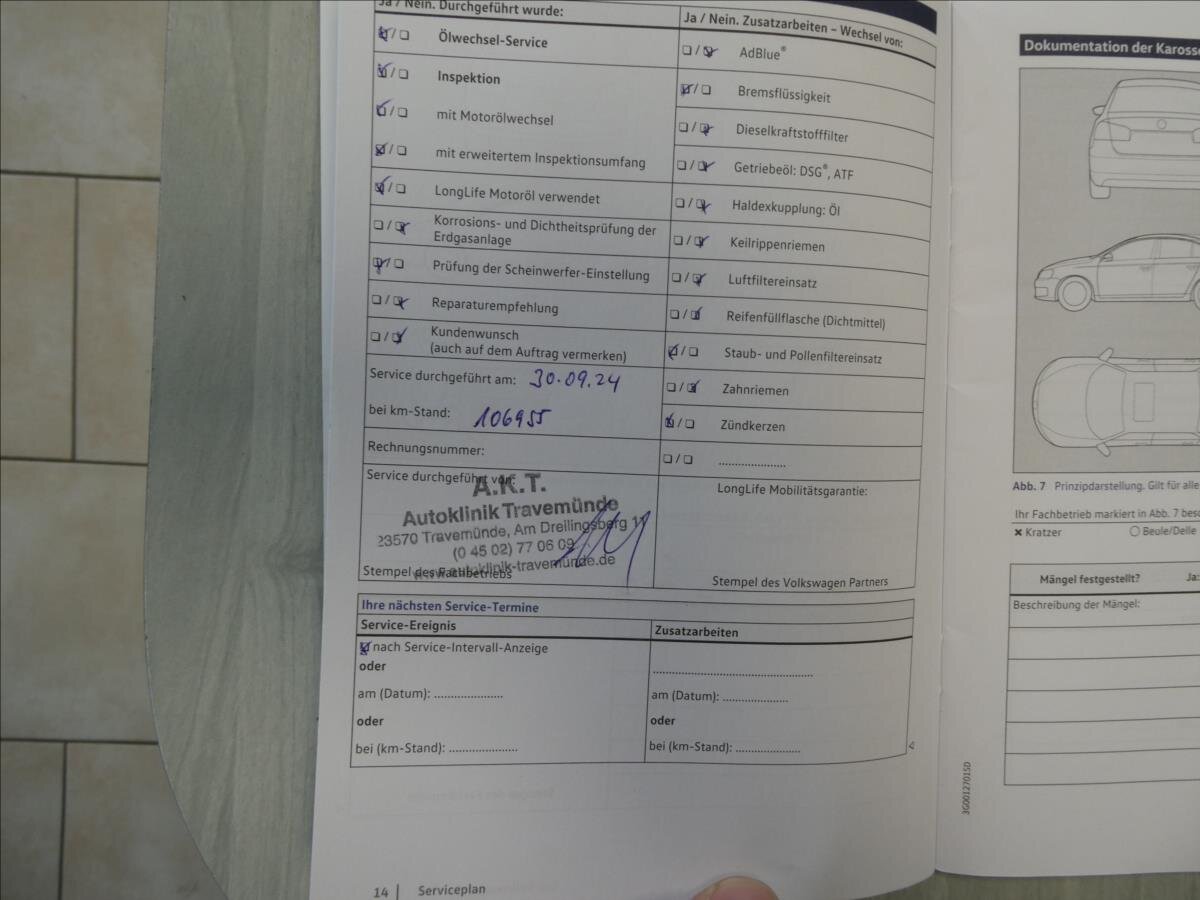 Ja / Nein. Durchgeführt wurde:
Ölwechsel-Service
Inspektion
mit Motorölwechsel
mit erweitertem Inspektionsumfang
LongLife Motoröl verwendet
Korrosions- und Dichtheitsprüfung der
Erdgasanlage
Prüfung der Scheinwerfer-Einstellung
Reparaturempfehlung
Kundenwunsch
(auch auf dem Auftrag vermerken)
Service durchgeführt am: 30.09.24
bei km-Stand: 106955
Rechnungsnummer:
Service durchgeführt von:
A.K.T.
Autoklinik Travemünde
23570 Travemünde, Am Dreilingsberg 11
(0 45 02) 77 06 09
www.autoklinik-travemünde.de
Stempel des Fachbetriebs
Ja / Nein. Zusatzarbeiten – Wechsel von:
AdBlue®
Bremsflüssigkeit
Dieselkraftstofffilter
Getriebeöl: DSG®, ATF
Haldexkupplung: Öl
Keilrippenriemen
Luftfiltereinsatz
Reifenfüllflasche (Dichtmittel)
Staub- und Pollenfiltereinsatz
Zahnriemen
Zündkerzen
LongLife Mobilitätsgarantie:
Stempel des Volkswagen Partners
Ihre nächsten Service-Termine
Service-Ereignis
nach Service-Intervall-Anzeige
oder
am (Datum):
oder
bei (km-Stand):
Zusatzarbeiten
am (Datum):
oder
bei (km-Stand):
14 | Serviceplan
Dokumentation der Karosse
Abb. 7 Prinzipdarstellung. Gilt für alle
Ihr Fachbetrieb markiert in Abb. 7 besc
Kratzer
Beule/Delle
Mängel festgestellt? Ja:
Beschreibung der Mängel:
3G0012701SD